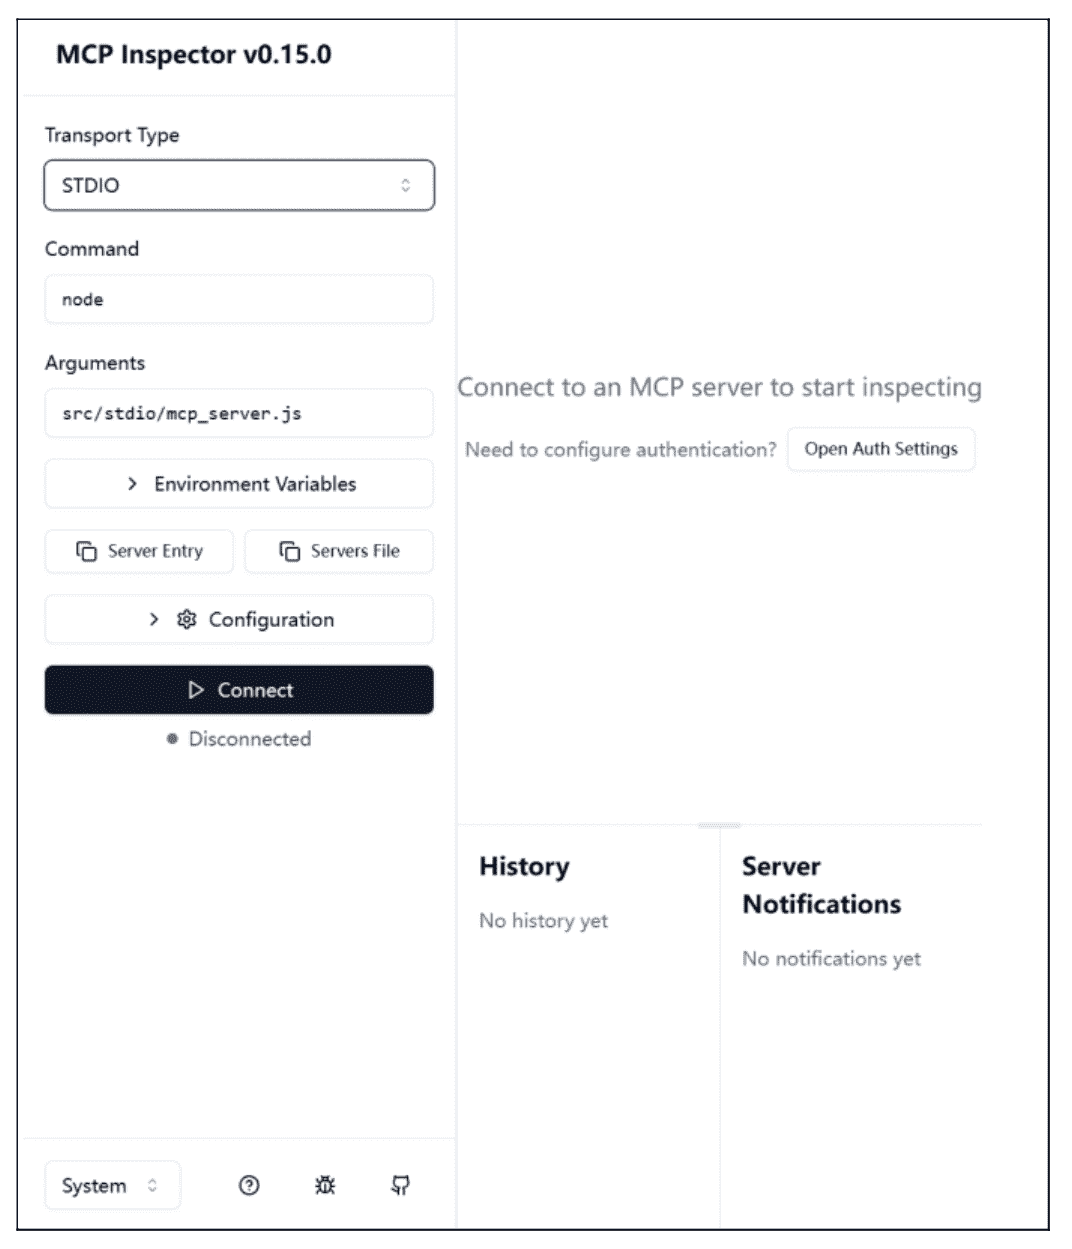 MCP Inspector v0.15.0
Transport Type
STDIO
Command
node
Arguments
src/stdio/mcp_server.js
Environment Variables
Server Entry
Servers File
Configuration
Connect
Disconnected
System
Connect to an MCP server to start inspecting
Need to configure authentication?
Open Auth Settings
History
No history yet
Server
Notifications
No notifications yet